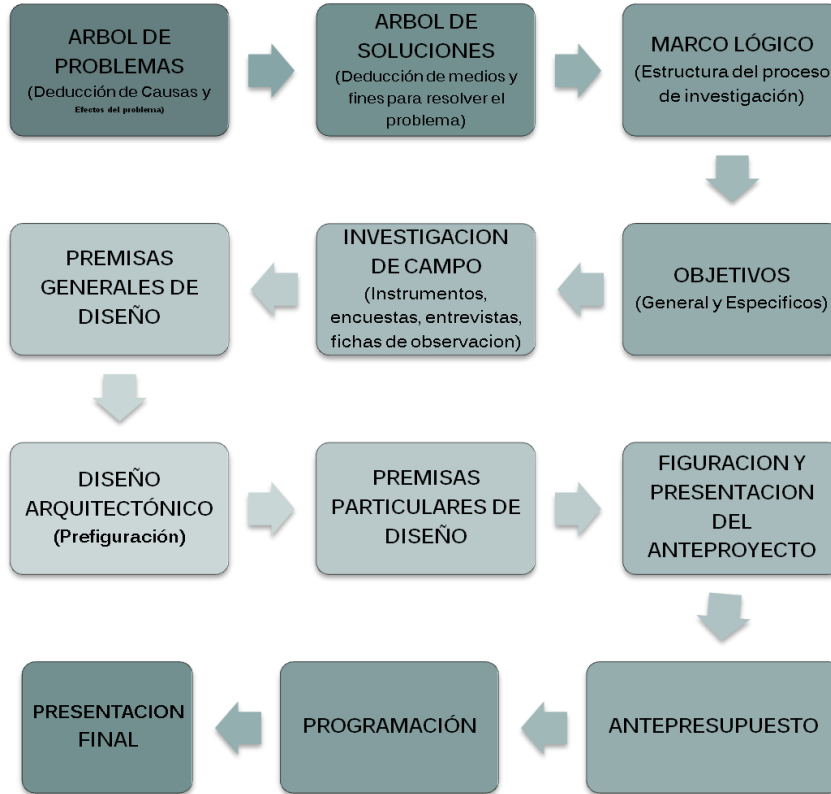 ARBOL DE
PROBLEMAS
(Deducción de Causas y
Efectos del problema)
ARBOL DE
SOLUCIONES
(Deducción de medios y
fines para resolver el
problema)
MARCO LÓGICO
(Estructura del proceso
de investigación)
OBJETIVOS
(General y Especificos)
INVESTIGACION
DE CAMPO
(Instrumentos,
encuestas, entrevistas,
fichas de observacion)
PREMISAS
GENERALES DE
DISEÑO
DISEÑO
ARQUITECTÓNICO
(Prefiguración)
PREMISAS
PARTICULARES DE
DISEÑO
FIGURACION Y
PRESENTACION
DEL
ANTEPROYECTO
ANTEPRESUPUESTO
PROGRAMACIÓN
PRESENTACION
FINAL